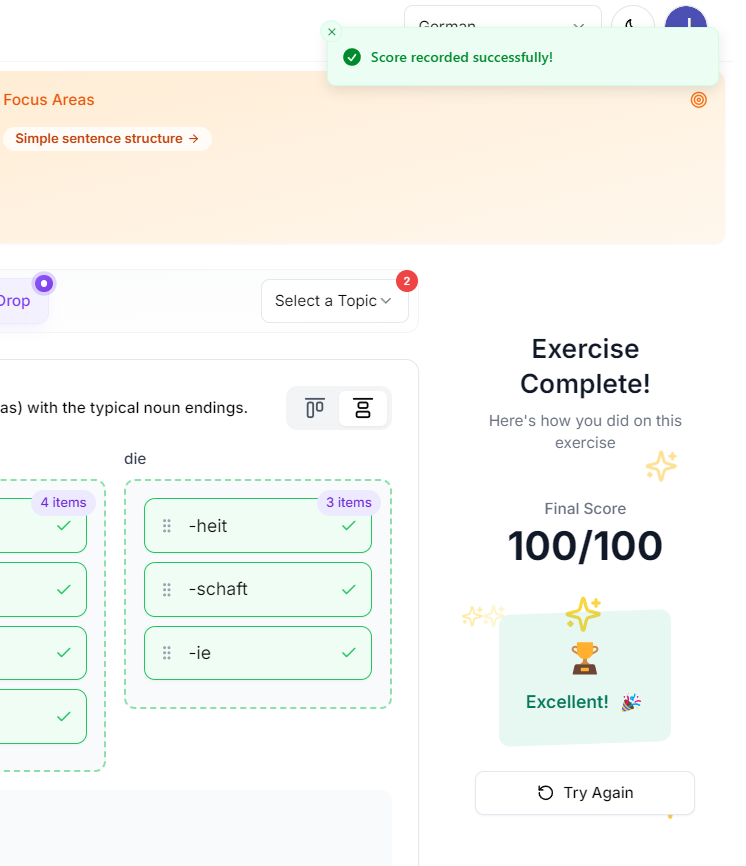 German
Score recorded successfully!
Focus Areas
Simple sentence structure →
Drop
Select a Topic
2
as) with the typical noun endings.
die
4 items
3 items
-heit
-schaft
-ie
Exercise
Complete!
Here's how you did on this
exercise
Final Score
100/100
Excellent!
Try Again